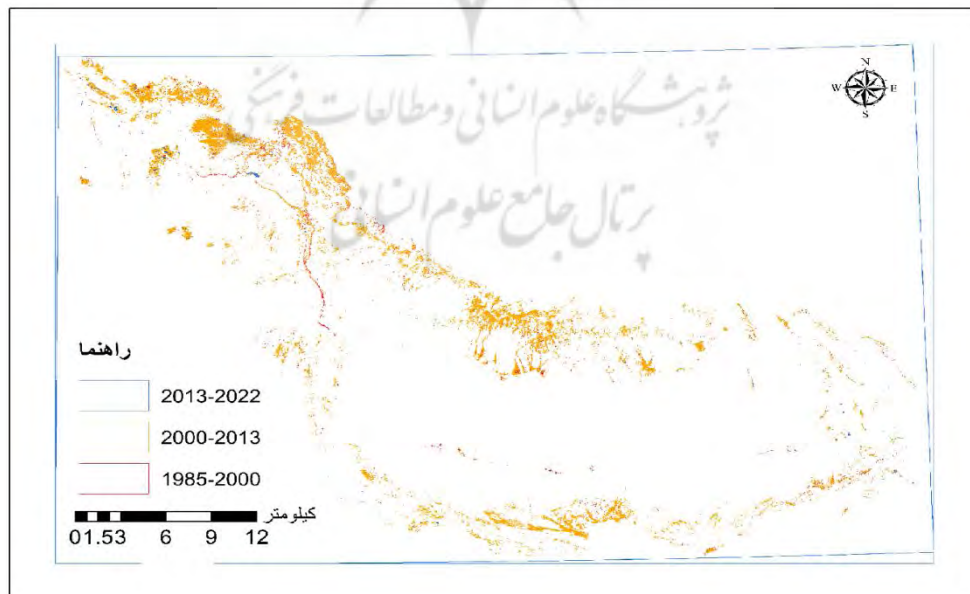 پژوهشگاه علوم انسانی و مطالعات فرهنگی
پرتال جامع علوم انسانی
N
W E
S
راهنما
2013-2022
2000-2013
1985-2000
کیلومتر
01.53 6 9 12